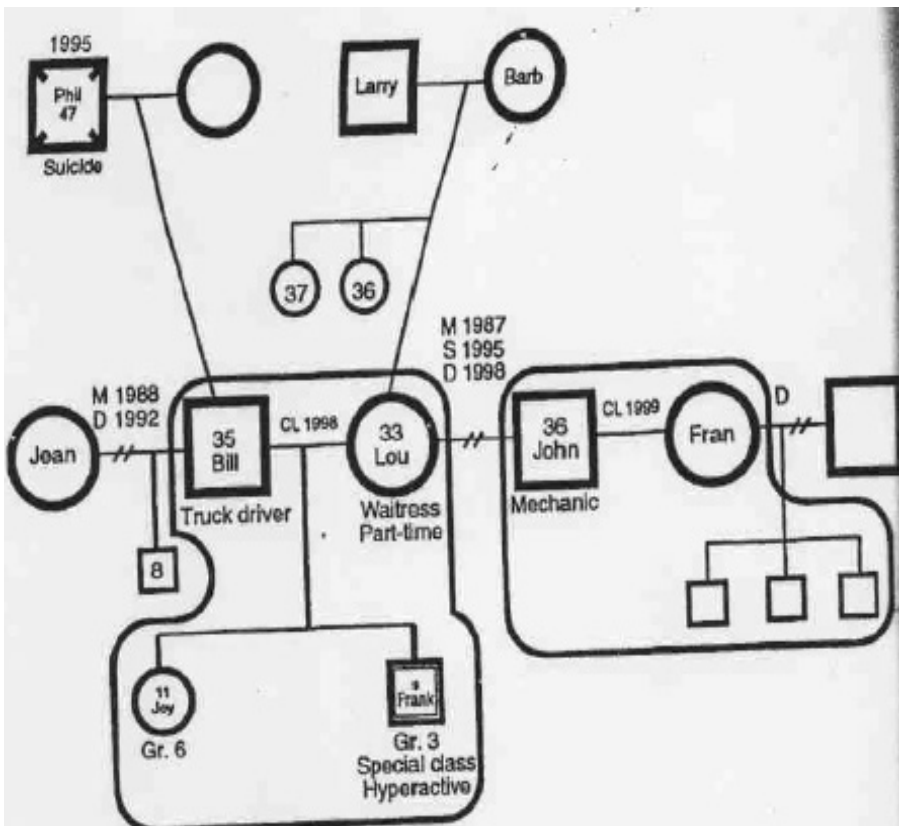 1995
Phil
47
Suicide
Larry
Barb
37
36
M 1987
S 1995
D 1998
M 1988
D 1992
Jean
35
Bill
CL 1998
33
Lou
36
John
CL 1999
Fran
D
Truck driver
Waitress
Part-time
Mechanic
8
11
Joy
Gr. 6
Frank
Gr. 3
Special class
Hyperactive